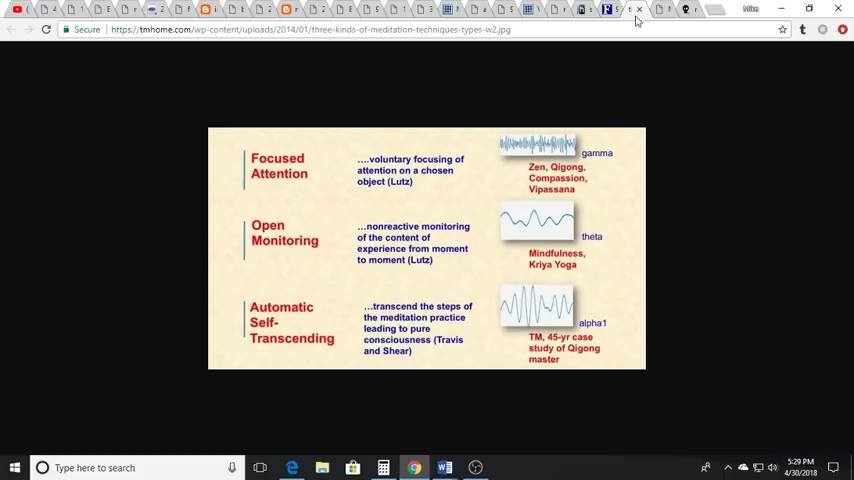 Mike
Secure
https://tmhome.com/wp-content/uploads/2014/01/three-kinds-of-meditation-techniques-types-w2.jpg
Focused
Attention
....voluntary focusing of
attention on a chosen
object (Lutz)
gamma
Zen, Qigong,
Compassion,
Vipassana
Open
Monitoring
...nonreactive monitoring
of the content of
experience from moment
to moment (Lutz)
theta
Mindfulness,
Kriya Yoga
Automatic
Self-
Transcending
...transcend the steps of
the meditation practice
leading to pure
consciousness (Travis
and Shear)
alpha1
TM, 45-yr case
study of Qigong
master
Type here to search
5:29 PM
4/30/2018